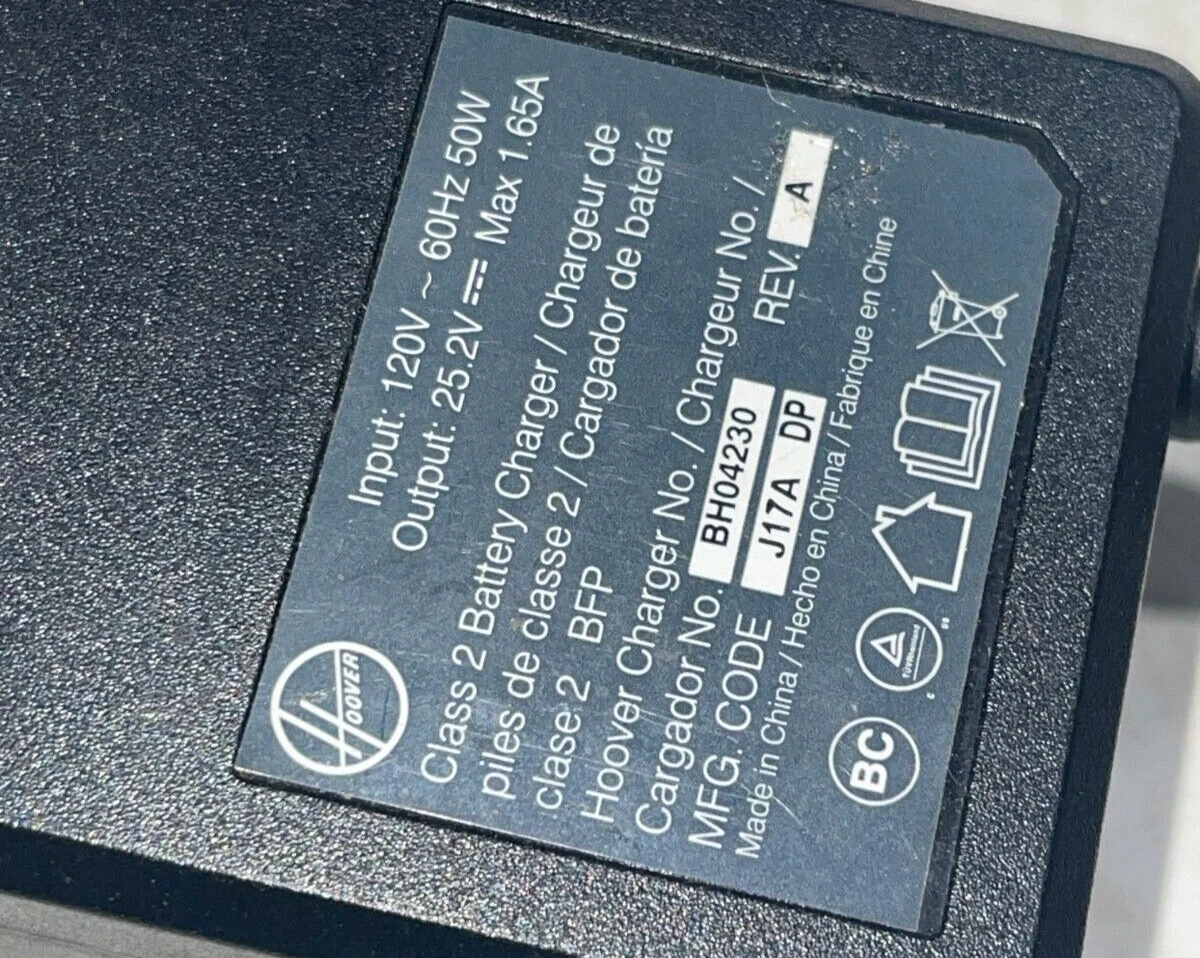 HOOVER
Input: 120V ~ 60Hz 50W
Output: 25.2V ⎓ Max 1.65A
Class 2 Battery Charger / Chargeur de
piles de classe 2 / Cargador de batería
clase 2 BFP
Hoover Charger No. / Chargeur No. /
Cargador No. BH04230 REV. A
MFG. CODE J17A DP
Made in China / Hecho en China / Fabrique en Chine
BC
TÜVRheinland
c us